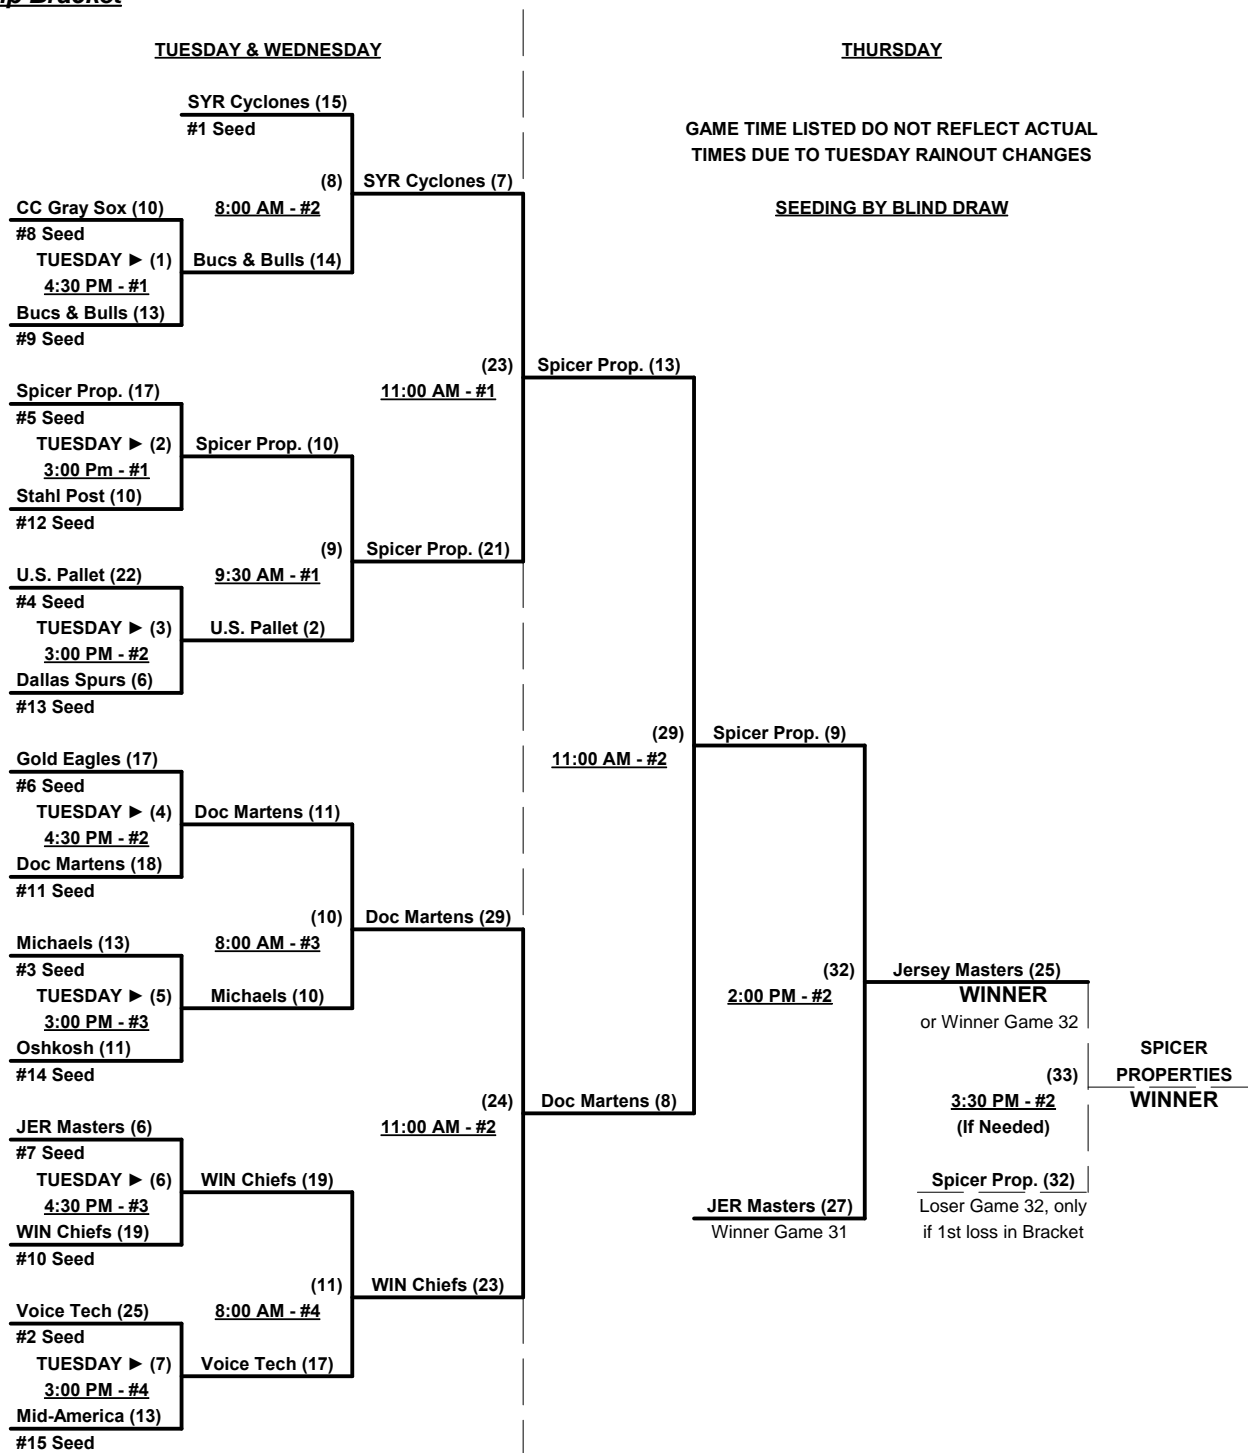 TUESDAY & WEDNESDAY
THURSDAY
SYR Cyclones (15)
#1 Seed
GAME TIME LISTED DO NOT REFLECT ACTUAL
TIMES DUE TO TUESDAY RAINOUT CHANGES
(8)
SYR Cyclones (7)
8:00 AM - #2
SEEDING BY BLIND DRAW
CC Gray Sox (10)
#8 Seed
TUESDAY ► (1)
Bucs & Bulls (14)
4:30 PM - #1
Bucs & Bulls (13)
#9 Seed
(23)
Spicer Prop. (13)
11:00 AM - #1
Spicer Prop. (17)
#5 Seed
TUESDAY ► (2)
Spicer Prop. (10)
3:00 Pm - #1
Stahl Post (10)
#12 Seed
(9)
Spicer Prop. (21)
9:30 AM - #1
U.S. Pallet (22)
#4 Seed
TUESDAY ► (3)
U.S. Pallet (2)
3:00 PM - #2
Dallas Spurs (6)
#13 Seed
(29)
Spicer Prop. (9)
11:00 AM - #2
Gold Eagles (17)
#6 Seed
TUESDAY ► (4)
Doc Martens (11)
4:30 PM - #2
Doc Martens (18)
#11 Seed
(10)
Doc Martens (29)
8:00 AM - #3
Michaels (13)
#3 Seed
TUESDAY ► (5)
Michaels (10)
3:00 PM - #3
Oshkosh (11)
#14 Seed
(32)
Jersey Masters (25)
2:00 PM - #2
WINNER
or Winner Game 32
SPICER
PROPERTIES
WINNER
(33)
3:30 PM - #2
(If Needed)
(24)
Doc Martens (8)
11:00 AM - #2
JER Masters (6)
#7 Seed
TUESDAY ► (6)
WIN Chiefs (19)
4:30 PM - #3
WIN Chiefs (19)
#10 Seed
Spicer Prop. (32)
Loser Game 32, only
if 1st loss in Bracket
JER Masters (27)
Winner Game 31
(11)
WIN Chiefs (23)
8:00 AM - #4
Voice Tech (25)
#2 Seed
TUESDAY ► (7)
Voice Tech (17)
3:00 PM - #4
Mid-America (13)
#15 Seed